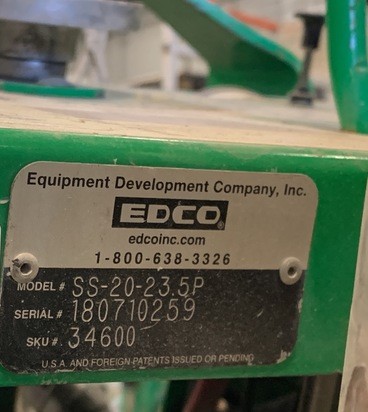 Equipment Development Company, Inc.
EDCO®
edcoinc.com
1-800-638-3326
MODEL # SS-20-23.5P
SERIAL # 180710259
SKU # 34600
U.S.A. AND FOREIGN PATENTS ISSUED OR PENDING